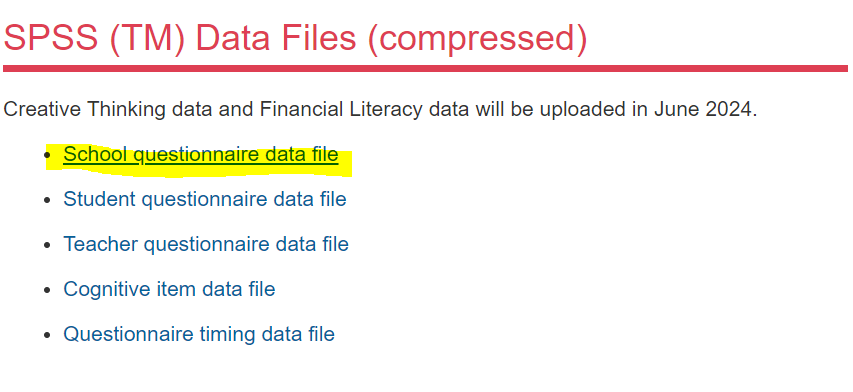 SPSS (TM) Data Files (compressed)
Creative Thinking data and Financial Literacy data will be uploaded in June 2024.
• School questionnaire data file
• Student questionnaire data file
• Teacher questionnaire data file
• Cognitive item data file
• Questionnaire timing data file